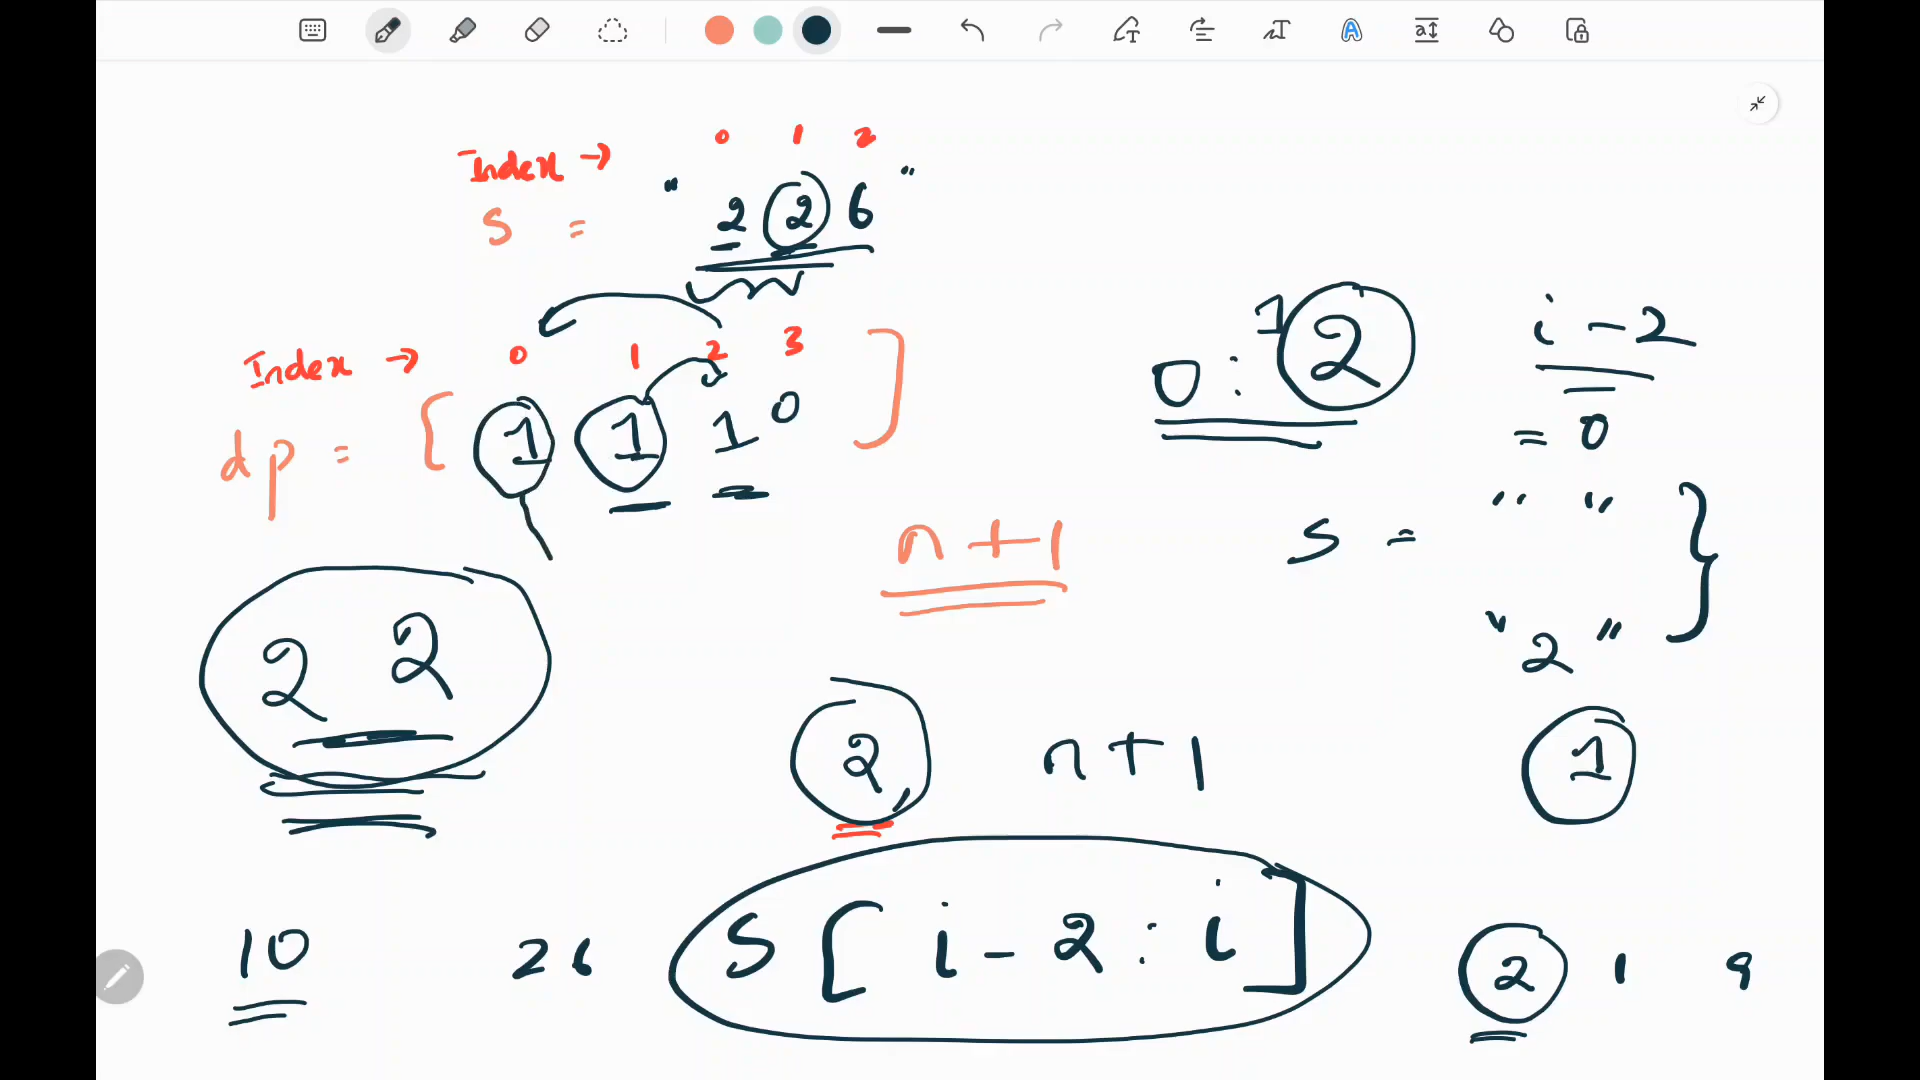 Index → 0 1 2
s = " 2 2 6 "
Index → 0 1 2 3
dp = [ 1 1 1 0 ]
0 : 1 2
i - 2
= 0
n + 1
s = " "
" 2 "
2 2
2, n + 1
1
10
26
S [ i - 2 : i ]
2 1 9